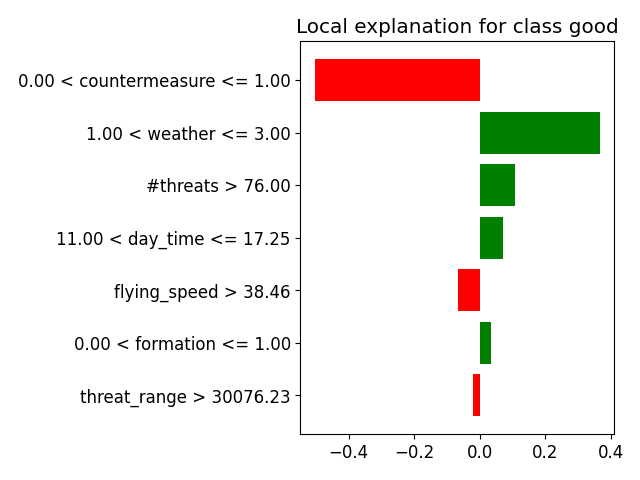 Local explanation for class good
0.00 < countermeasure <= 1.00
1.00 < weather <= 3.00
#threats > 76.00
11.00 < day_time <= 17.25
flying_speed > 38.46
0.00 < formation <= 1.00
threat_range > 30076.23
−0.4 −0.2 0.0 0.2 0.4